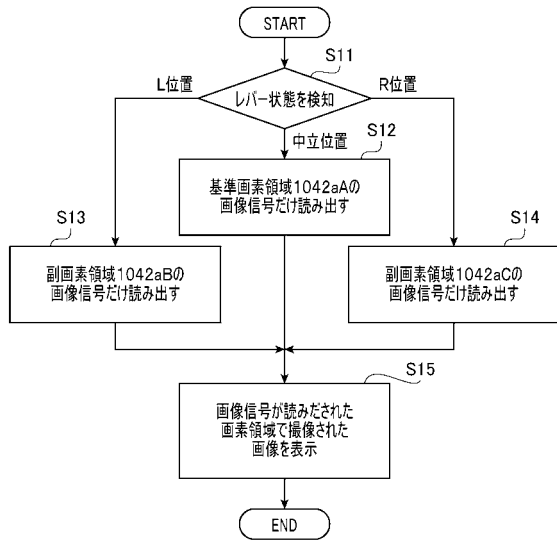 START
S11
L位置
レバー状態を検知
R位置
中立位置
S12
基準画素領域1042aAの
画像信号だけ読み出す
S13
副画素領域1042aBの
画像信号だけ読み出す
S14
副画素領域1042aCの
画像信号だけ読み出す
S15
画像信号が読みだされた
画素領域で撮像された
画像を表示
END